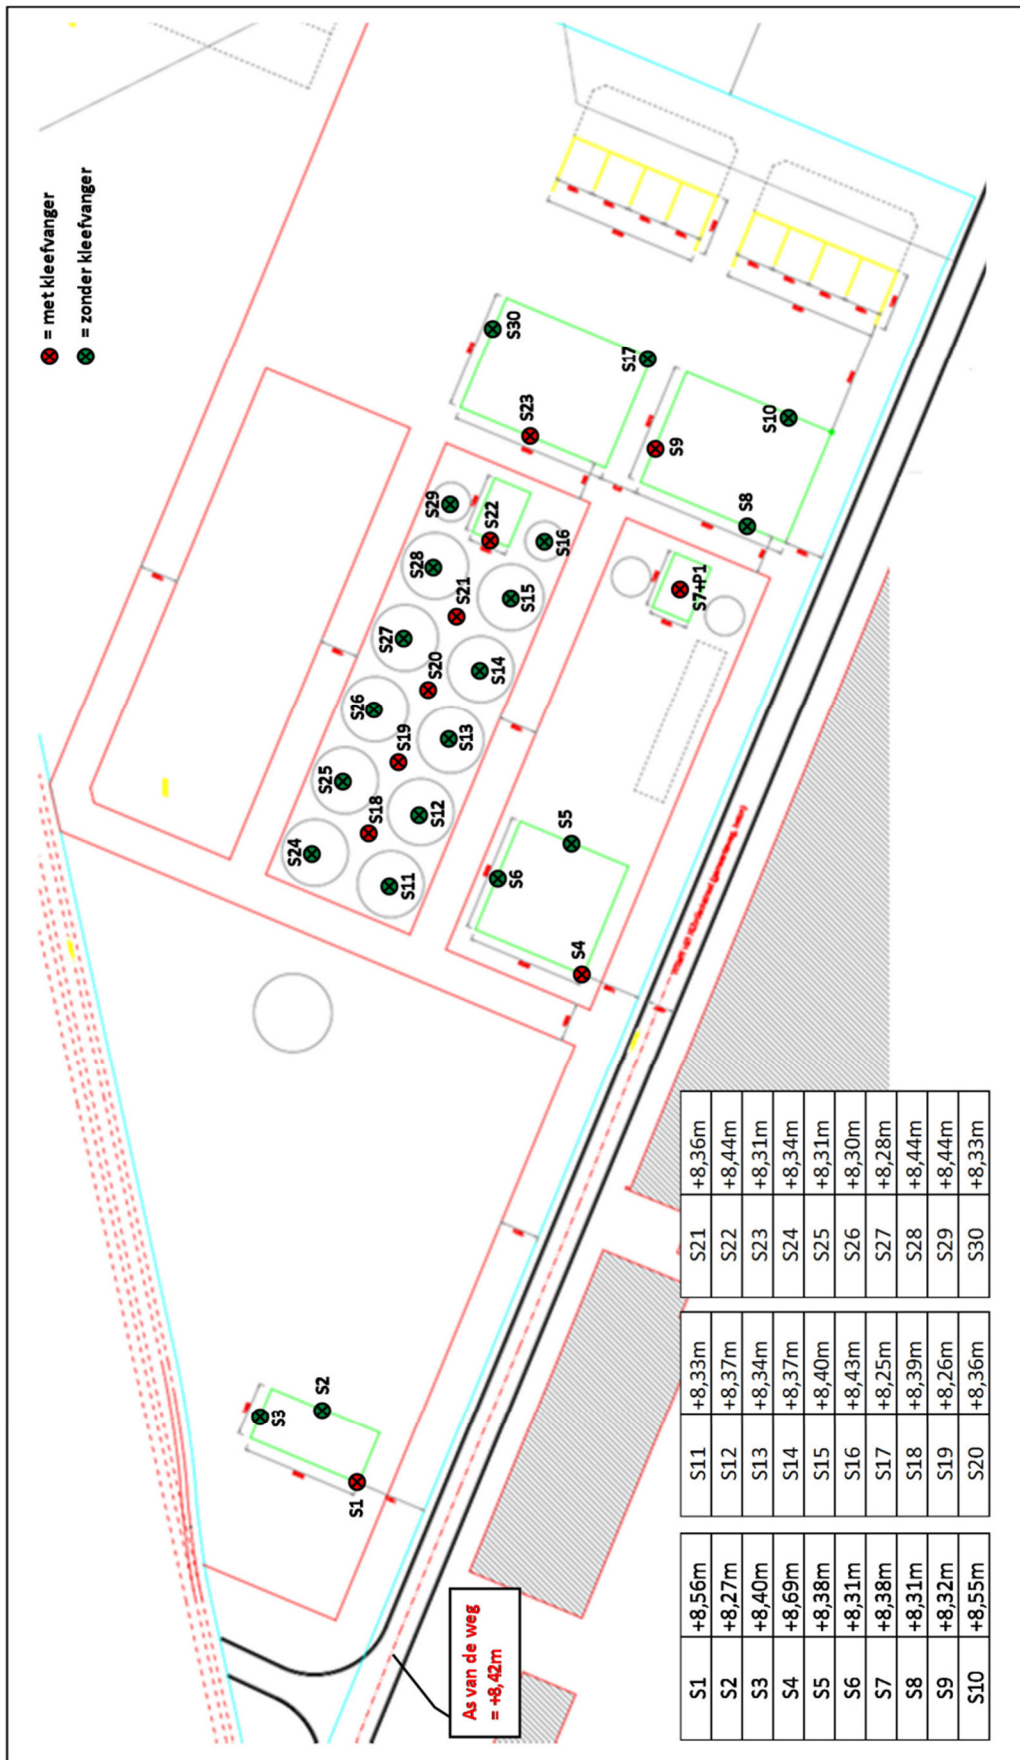 = met kleefvanger
= zonder kleefvanger
S30
S17
S23
S9
S10
S8
S29
S22
S16
S28
S21
S15
S7+P1
S27
S20
S14
S26
S19
S13
S25
S18
S12
S5
S24
S11
S6
S4
S3
S2
S1
As van de weg
= +8,42m
S1 +8,56m
S2 +8,27m
S3 +8,40m
S4 +8,69m
S5 +8,38m
S6 +8,31m
S7 +8,38m
S8 +8,31m
S9 +8,32m
S10 +8,55m
S11 +8,33m
S12 +8,37m
S13 +8,34m
S14 +8,37m
S15 +8,40m
S16 +8,43m
S17 +8,25m
S18 +8,39m
S19 +8,26m
S20 +8,36m
S21 +8,36m
S22 +8,44m
S23 +8,31m
S24 +8,34m
S25 +8,31m
S26 +8,30m
S27 +8,28m
S28 +8,44m
S29 +8,44m
S30 +8,33m